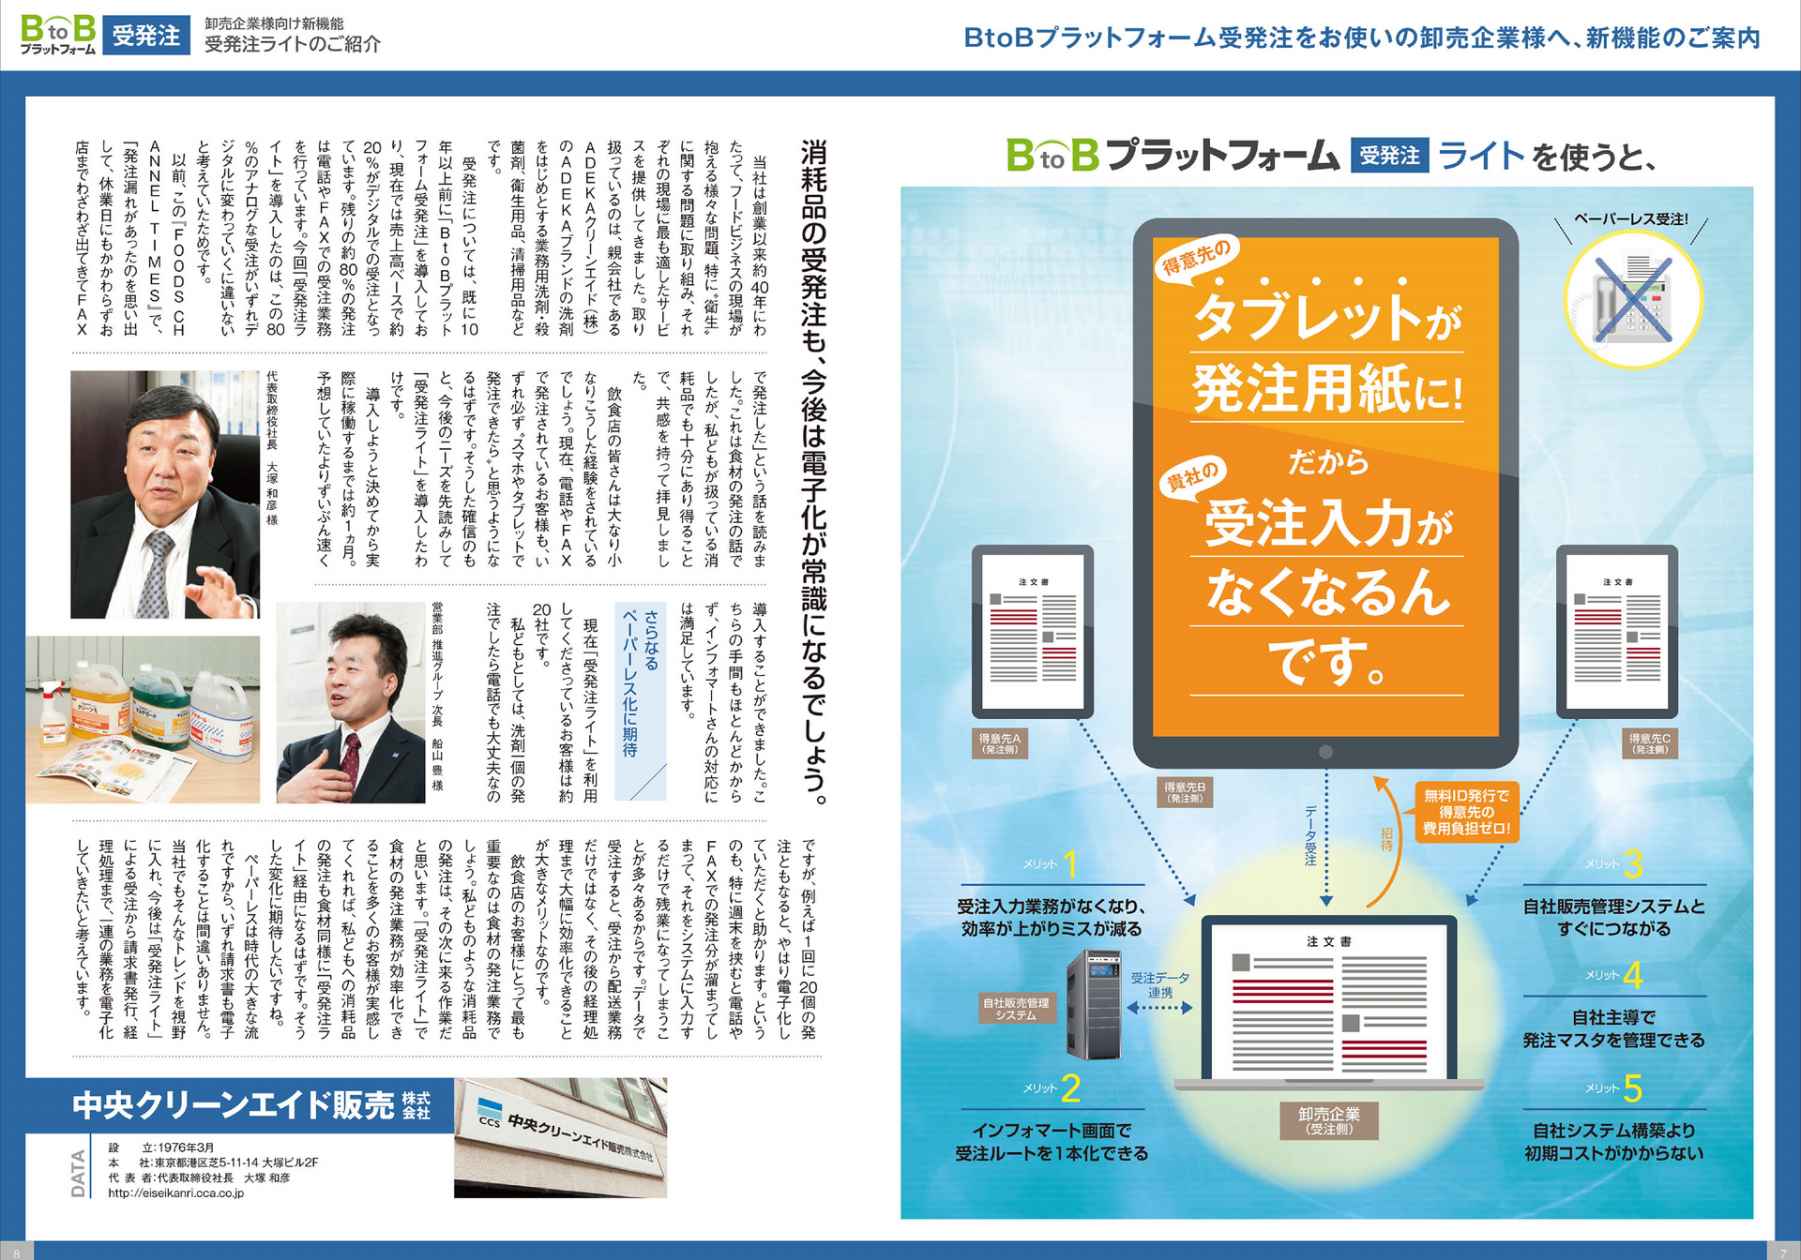 BtoB
プラットフォーム
受発注
卸売企業様向け新機能
受発注ライトのご紹介
BtoBプラットフォーム受発注をお使いの卸売企業様へ、新機能のご案内
BtoBプラットフォーム 受発注 ライトを使うと、
ペーパーレス受注!
得意先の
タブレットが
発注用紙に!
だから
貴社の
受注入力が
なくなるん
です。
注文書
得意先A
(発注側)
得意先B
(発注側)
注文書
得意先C
(発注側)
データ受注
招待
無料ID発行で
得意先の
費用負担ゼロ!
メリット1
受注入力業務がなくなり、
効率が上がりミスが減る
メリット2
インフォマート画面で
受注ルートを1本化できる
メリット3
自社販売管理システムと
すぐにつながる
メリット4
自社主導で
発注マスタを管理できる
メリット5
自社システム構築より
初期コストがかからない
自社販売管理
システム
受注データ
連携
注文書
卸売企業
(受注側)
7
消耗品の受発注も、今後は電子化が常識になるでしょう。
当社は創業以来約40年にわ
たって、フードビジネスの現場が
抱える様々な問題、特に“衛生”
に関する問題に取り組み、それ
ぞれの現場に最も適したサービ
スを提供してきました。取り
扱っているのは、親会社である
ADEKAクリーンエイド(株)
のADEKAブランドの洗剤
をはじめとする業務用洗剤・殺
菌剤、衛生用品、清掃用品など
です。
受発注については、既に10
年以上前に「BtoBプラット
フォーム受発注」を導入してお
り、現在では売上高ベースで約
20%がデジタルでの受注となっ
ています。残りの約80%の発注
は電話やFAXでの受注業務
を行っています。今回「受発注ラ
イト」を導入したのは、この80
%のアナログな受注がいずれデ
ジタルに変わっていくに違いない
と考えていたためです。
以前、この『FOODS CH
ANNEL TIMES』で、
「発注漏れがあったのを思い出
して、休業日にもかかわらずお
店までわざわざ出てきてFAX
で発注した」という話を読みま
した。これは食材の発注の話で
したが、私どもが扱っている消
耗品でも十分にあり得ること
で、共感を持って拝見しまし
た。
飲食店の皆さんは大なり小
なりこうした経験をされている
でしょう。現在、電話やFAX
で発注されているお客様も、い
ずれ必ず“スマホやタブレットで
発注できたら”と思うようにな
るはずです。そうした確信のも
と、今後のニーズを先読みして
「受発注ライト」を導入したわ
けです。
導入しようと決めてから実
際に稼働するまでは約1ヵ月。
予想していたよりずいぶん速く
代表取締役社長 大塚 和彦 様
導入することができました。こ
ちらの手間もほとんどかから
ず、インフォマートさんの対応に
は満足しています。
さらなる
ペーパーレス化に期待
現在「受発注ライト」を利用
してくださっているお客様は約
20社です。
私どもとしては、洗剤一個の発
注でしたら電話でも大丈夫なの
営業部 推進グループ 次長 船山 豊 様
ですが、例えば1回に20個の発
注ともなると、やはり電子化し
ていただくと助かります。という
のも、特に週末を挟むと電話や
FAXでの発注分が溜まってし
まって、それをシステムに入力す
るだけで残業になってしまうこ
とが多々あるからです。データで
受注すると、受注から配送業務
だけではなく、その後の経理処
理まで大幅に効率化できること
が大きなメリットなのです。
飲食店のお客様にとって最も
重要なのは食材の発注業務で
しょう。私どものような消耗品
の発注は、その次に来る作業だ
と思います。「受発注ライト」で
食材の発注業務が効率化でき
ることを多くのお客様が実感し
てくれれば、私どもへの消耗品
の発注も食材同様に「受発注ラ
イト」経由になるはずです。そう
した変化に期待したいですね。
ペーパーレスは時代の大きな流
れですから、いずれ請求書も電子
化することは間違いありません。
当社でもそんなトレンドを視野
に入れ、今後は「受発注ライト」
による受注から請求書発行、経
理処理まで、一連の業務を電子化
していきたいと考えています。
中央クリーンエイド販売株式会社
CCS 中央クリーンエイド販売株式会社
DATA
設 立:1976年3月
本 社:東京都港区芝5-11-14 大塚ビル2F
代表者:代表取締役社長 大塚 和彦
http://eiseikanri.cca.co.jp
8